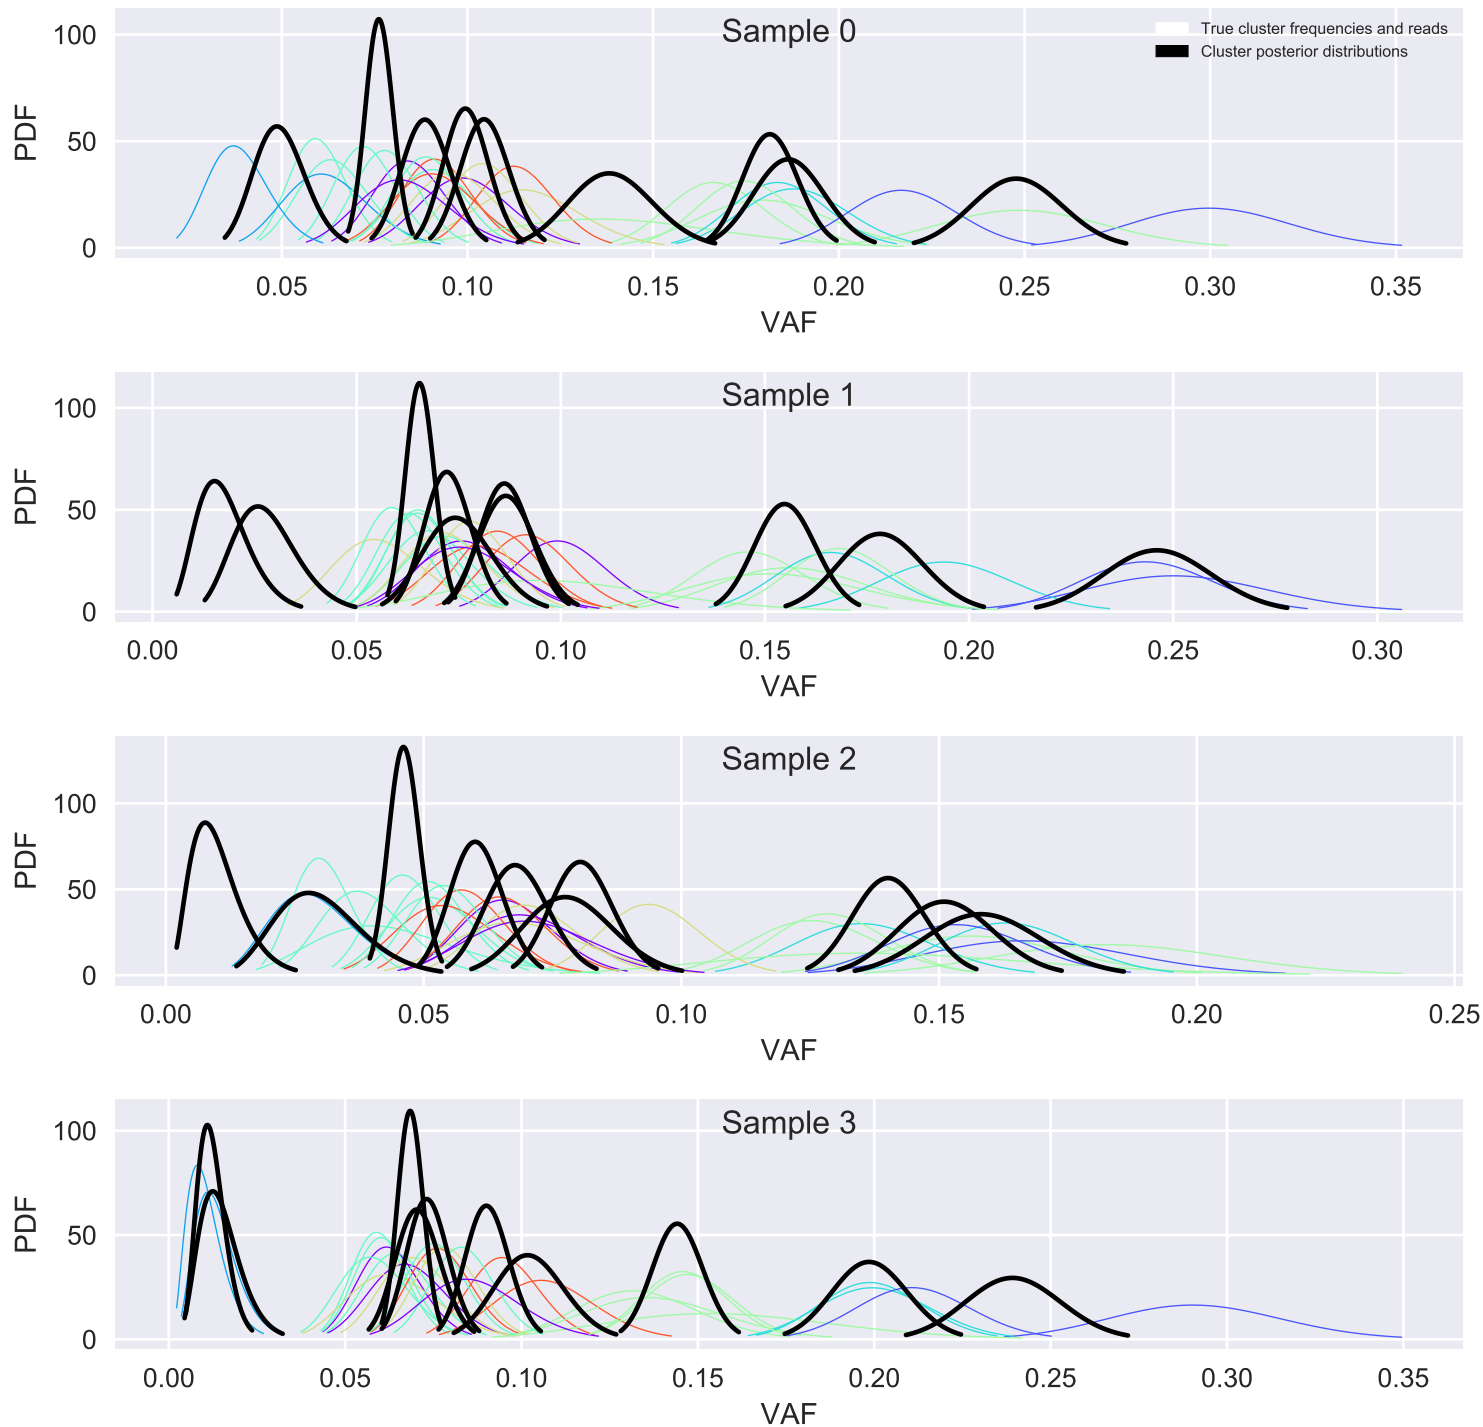 Sample 0
True cluster frequencies and reads
Cluster posterior distributions
PDF
100
50
0
0.05 0.10 0.15 0.20 0.25 0.30 0.35
VAF
Sample 1
PDF
100
50
0
0.00 0.05 0.10 0.15 0.20 0.25 0.30
VAF
Sample 2
PDF
100
50
0
0.00 0.05 0.10 0.15 0.20 0.25
VAF
Sample 3
PDF
100
50
0
0.00 0.05 0.10 0.15 0.20 0.25 0.30 0.35
VAF